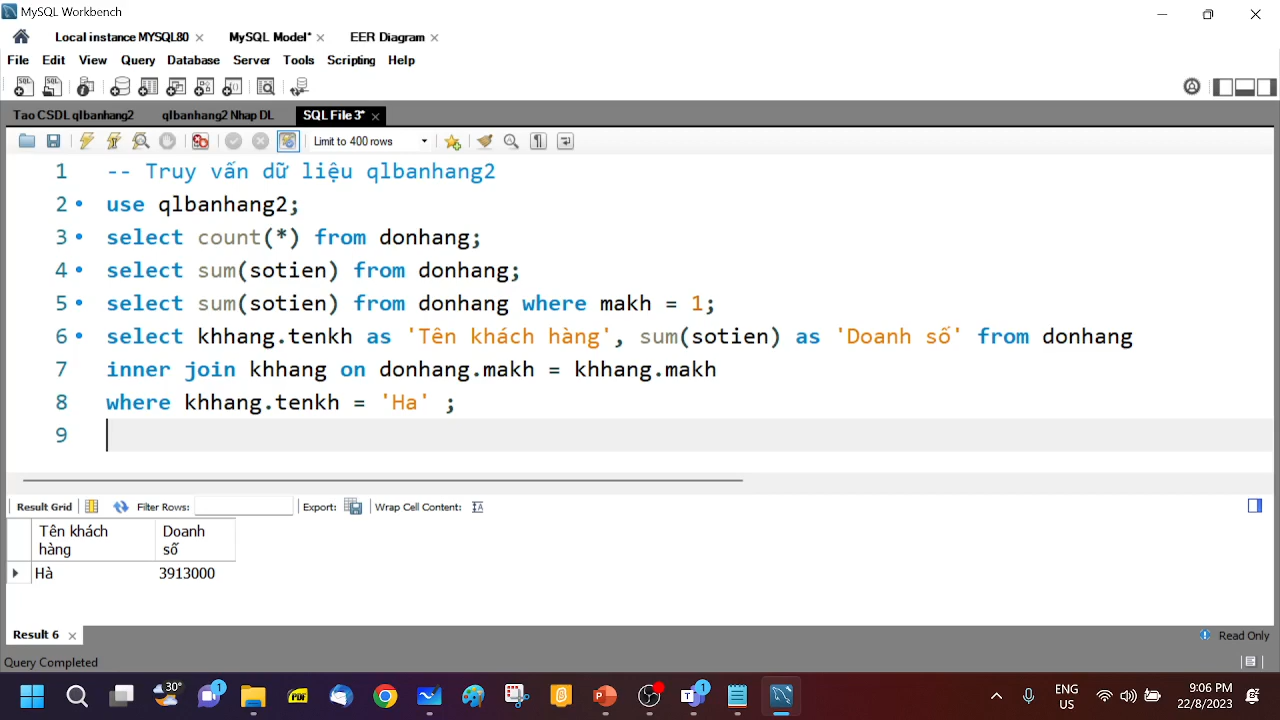 MySQL Workbench
Local instance MYSQL80 MySQL Model* EER Diagram
File Edit View Query Database Server Tools Scripting Help
Tao CSDL qlbanhang2 qlbanhang2 Nhap DL SQL File 3*
Limit to 400 rows
1 -- Truy vấn dữ liệu qlbanhang2
2 use qlbanhang2;
3 select count(*) from donhang;
4 select sum(sotien) from donhang;
5 select sum(sotien) from donhang where makh = 1;
6 select khhang.tenkh as 'Tên khách hàng', sum(sotien) as 'Doanh số' from donhang
7 inner join khhang on donhang.makh = khhang.makh
8 where khhang.tenkh = 'Ha' ;
9
Result Grid Filter Rows: Export: Wrap Cell Content:
Tên khách Doanh
hàng số
Hà 3913000
Result 6 Read Only
Query Completed
30° 1 PDF 1 ENG 9:06 PM
US 22/8/2023